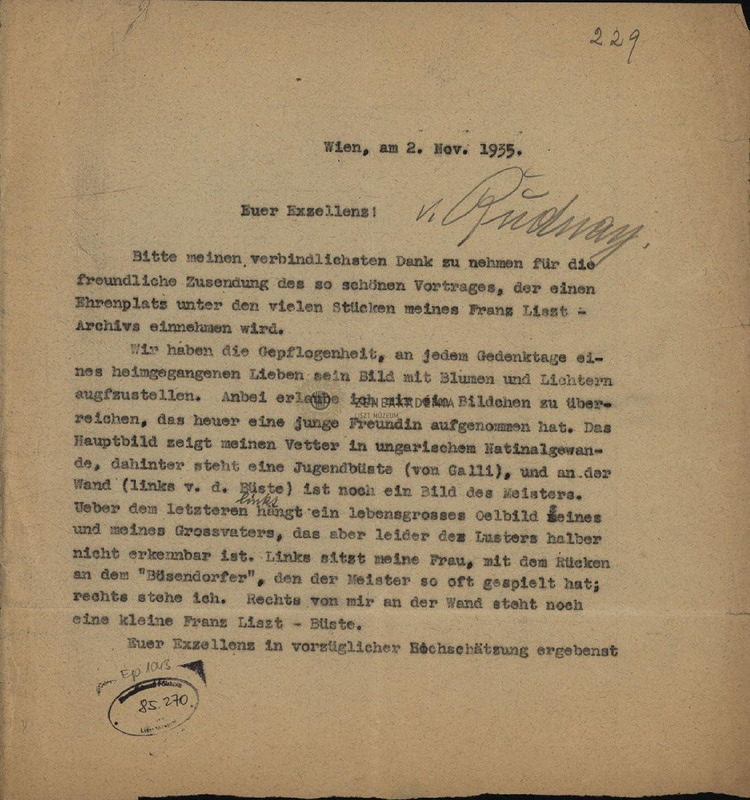 229
Wien, am 2. Nov. 1935.
Euer Exzellenz!
v. Rudnay.
Bitte meinen verbindlichsten Dank zu nehmen für die
freundliche Zusendung des so schönen Vortrages, der einen
Ehrenplatz unter den vielen Stücken meines Franz Liszt -
Archivs einnehmen wird.
Wir haben die Gepflogenheit, an jedem Gedenktage ei-
nes heimgegangenen Lieben sein Bild mit Blumen und Lichtern
augfzustellen. Anbei erlaube ich mir ein Bildchen zu über-
ZENEAKADÉMIA
LISZT MÚZEUM
reichen, das heuer eine junge Freundin aufgenommen hat. Das
Hauptbild zeigt meinen Vetter in ungarischem Natinalgewan-
de, dahinter steht eine Jugendbüste (von Galli), und an der
Wand (links v. d. Büste) ist noch ein Bild des Meisters.
links
Ueber dem letzteren hängt ein lebensgrosses Oelbild seines
und meines Grossvaters, das aber leider des Lusters halber
nicht erkennbar ist. Links sitzt meine Frau, mit dem Rücken
an dem "Bösendorfer", den der Meister so oft gespielt hat;
rechts stehe ich. Rechts von mir an der Wand steht noch
eine kleine Franz Liszt - Büste.
Euer Exzellenz in vorzüglicher Hochschätzung ergebenst
Ep 1043
85.270